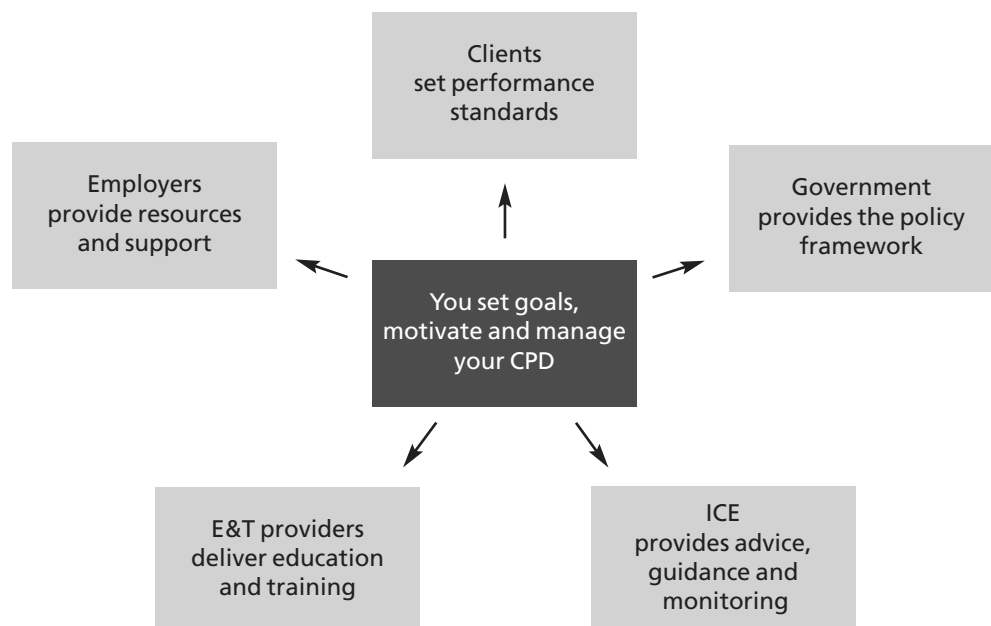 Clients
set performance
standards
Employers
provide resources
and support
Government
provides the policy
framework
You set goals,
motivate and manage
your CPD
E&T providers
deliver education
and training
ICE
provides advice,
guidance and
monitoring